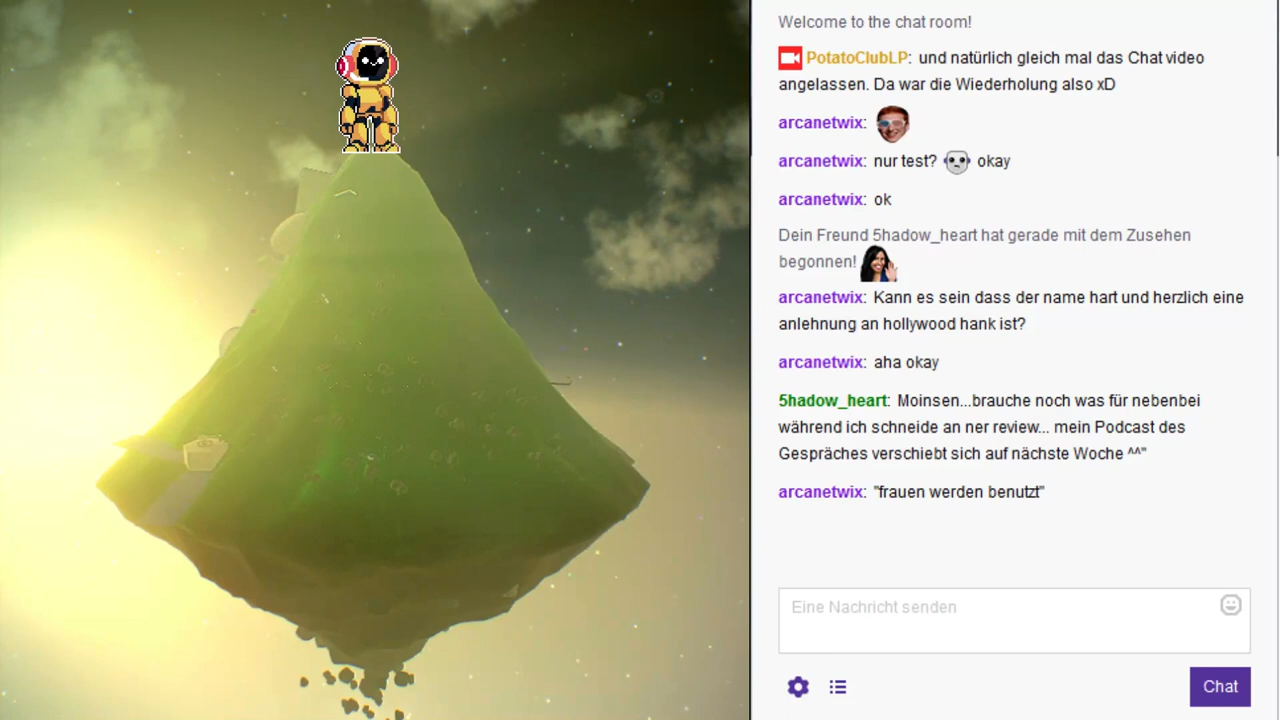 Welcome to the chat room!
PotatoClubLP: und natürlich gleich mal das Chat video
angelassen. Da war die Wiederholung also xD
arcanetwix:
arcanetwix: nur test? okay
arcanetwix: ok
Dein Freund 5hadow_heart hat gerade mit dem Zusehen
begonnen!
arcanetwix: Kann es sein dass der name hart und herzlich eine
anlehnung an hollywood hank ist?
arcanetwix: aha okay
5hadow_heart: Moinsen...brauche noch was für nebenbei
während ich schneide an ner review... mein Podcast des
Gespräches verschiebt sich auf nächste Woche ^^"
arcanetwix: "frauen werden benutzt"
Eine Nachricht senden
Chat